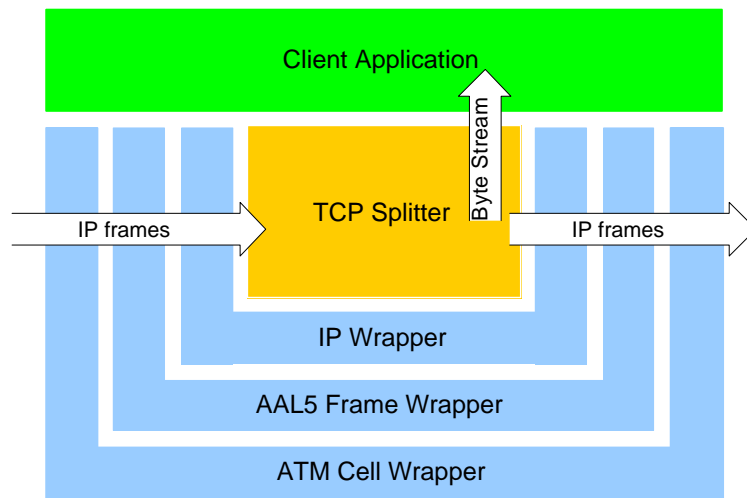 Client Application
Byte Stream
TCP Splitter
IP frames
IP frames
IP Wrapper
AAL5 Frame Wrapper
ATM Cell Wrapper